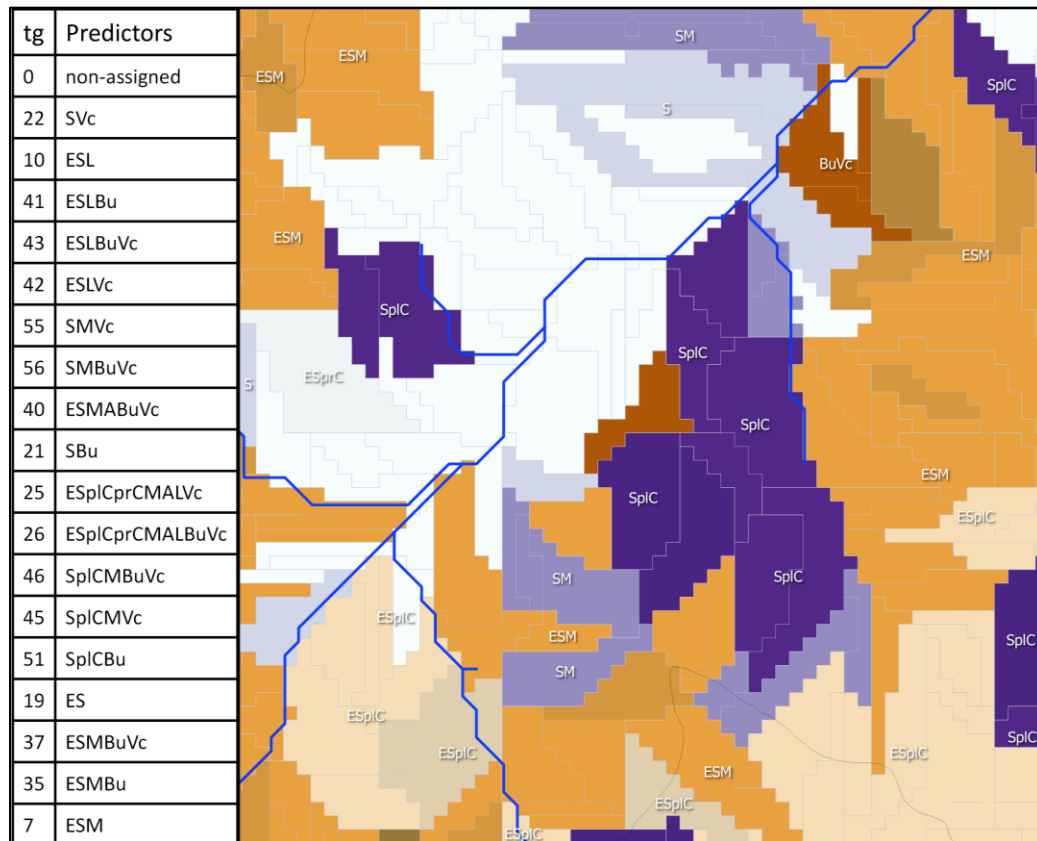 tg Predictors
0 non-assigned
22 SVc
10 ESL
41 ESLBu
43 ESLBuVc
42 ESLVc
55 SMVc
56 SMBuVc
40 ESMABuVc
21 SBu
25 ESplCprCMALVc
26 ESplCprCMALBuVc
46 SplCMBuVc
45 SplCMVc
51 SplCBu
19 ES
37 ESMBuVc
35 ESMBu
7 ESM
SM
ESM
ESM
SplC
S
BuVc
ESM
ESM
SplC
SplC
ESprC
S
SplC
ESM
SplC
ESplC
SM
SplC
ESplC
ESM
SplC
SM
ESplC
SplC
ESplC
ESplC
ESM
ESplC
ESplC